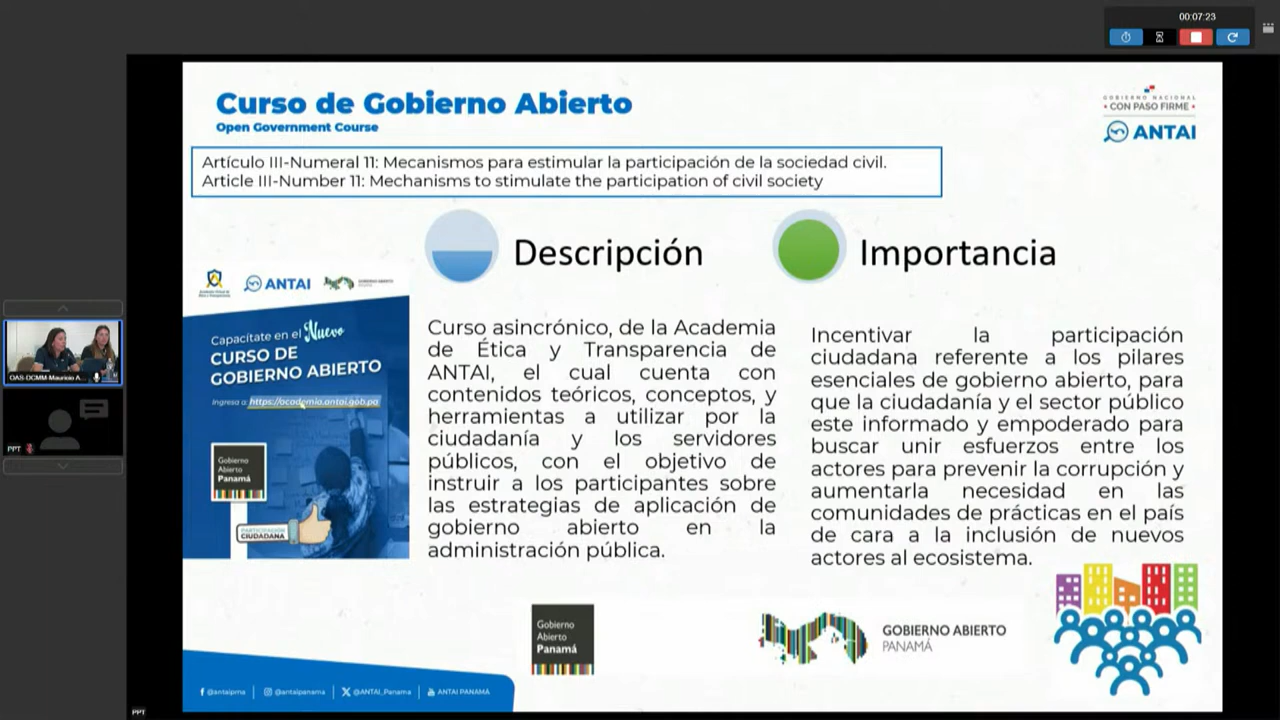 00:07:23
Curso de Gobierno Abierto
Open Government Course
GOBIERNO NACIONAL
• CON PASO FIRME •
ANTAI
Artículo III-Numeral 11: Mecanismos para estimular la participación de la sociedad civil.
Article III-Number 11: Mechanisms to stimulate the participation of civil society
Descripción
Importancia
ANTAI
GOBIERNO ABIERTO
Capacítate en el Nuevo
CURSO DE
GOBIERNO ABIERTO
Ingresa a: https://academia.antai.gob.pa
Gobierno
Abierto
Panamá
PARTICIPACIÓN
CIUDADANA
Curso asincrónico, de la Academia
de Ética y Transparencia de
ANTAI, el cual cuenta con
contenidos teóricos, conceptos, y
herramientas a utilizar por la
ciudadanía y los servidores
públicos, con el objetivo de
instruir a los participantes sobre
las estrategias de aplicación de
gobierno abierto en la
administración pública.
Incentivar la participación
ciudadana referente a los pilares
esenciales de gobierno abierto, para
que la ciudadanía y el sector público
este informado y empoderado para
buscar unir esfuerzos entre los
actores para prevenir la corrupción y
aumentarla necesidad en las
comunidades de prácticas en el país
de cara a la inclusión de nuevos
actores al ecosistema.
OAS-DCMM-Mauricio A...
PPT
Gobierno
Abierto
Panamá
GOBIERNO ABIERTO
PANAMÁ
@antaipma
@antaipanama
@ANTAI_Panama
ANTAI PANAMÁ
PPT